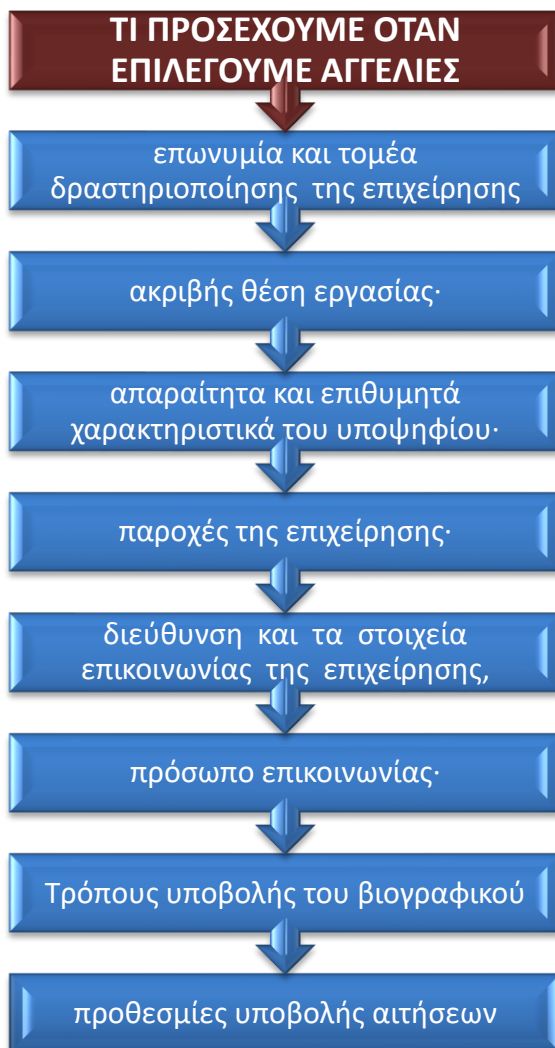 ΤΙ ΠΡΟΣΕΧΟΥΜΕ ΟΤΑΝ
ΕΠΙΛΕΓΟΥΜΕ ΑΓΓΕΛΙΕΣ
επωνυμία και τομέα
δραστηριοποίησης της επιχείρησης
ακριβής θέση εργασίας·
απαραίτητα και επιθυμητά
χαρακτηριστικά του υποψηφίου·
παροχές της επιχείρησης·
διεύθυνση και τα στοιχεία
επικοινωνίας της επιχείρησης,
πρόσωπο επικοινωνίας·
Τρόπους υποβολής του βιογραφικού
προθεσμίες υποβολής αιτήσεων